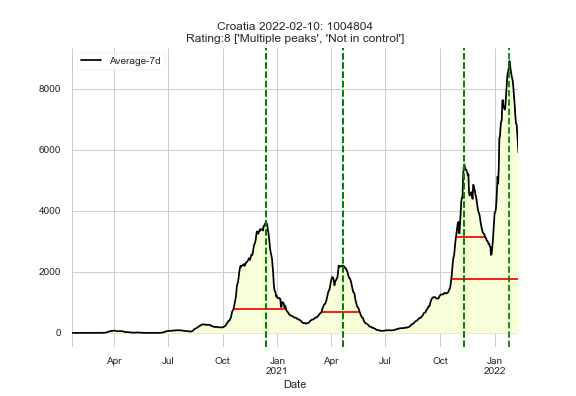 Croatia 2022-02-10: 1004804
Rating:8 ['Multiple peaks', 'Not in control']
Average-7d
8000
6000
4000
2000
0
Apr
Jul
Oct
Jan
2021
Apr
Jul
Oct
Jan
2022
Date